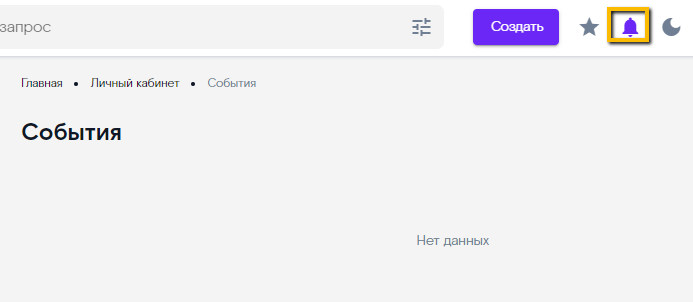 запрос
Создать
Главная • Личный кабинет • События
События
Нет данных